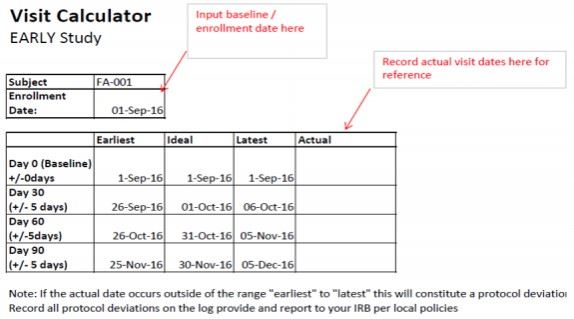 Visit Calculator
EARLY Study
Input baseline /
enrollment date here
Record actual visit dates here for
reference
Subject FA-001
Enrollment
Date: 01-Sep-16
Earliest Ideal Latest Actual
Day 0 (Baseline)
+/-0days 1-Sep-16 1-Sep-16 1-Sep-16
Day 30
(+/- 5 days) 26-Sep-16 01-Oct-16 06-Oct-16
Day 60
(+/-5days) 26-Oct-16 31-Oct-16 05-Nov-16
Day 90
(+/- 5 days) 25-Nov-16 30-Nov-16 05-Dec-16
Note: If the actual date occurs outside of the range "earliest" to "latest" this will constitute a protocol deviation
Record all protocol deviations on the log provide and report to your IRB per local policies